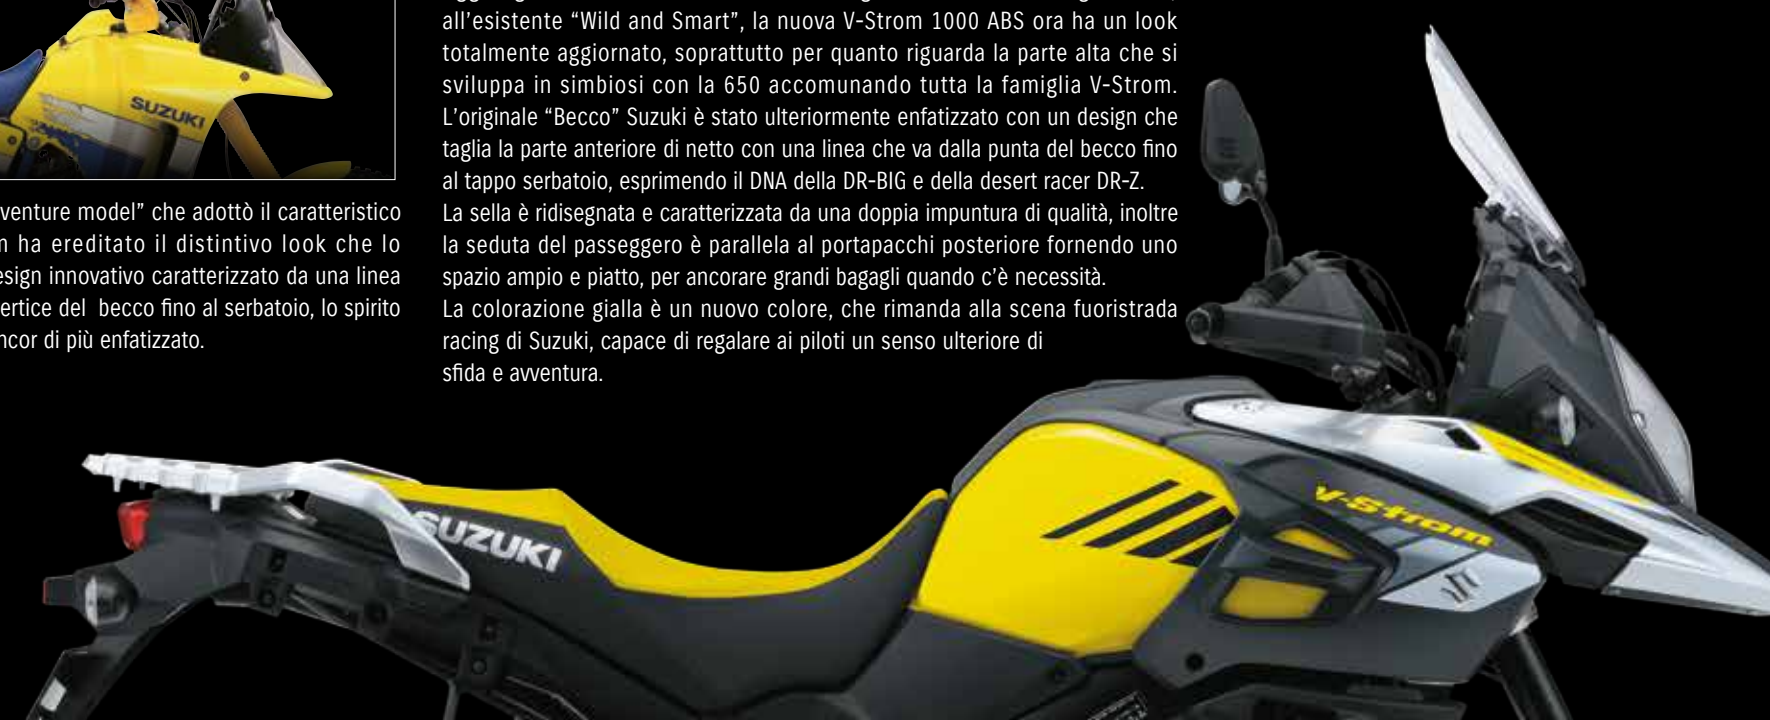 SUZUKI
venture model” che adottò il caratteristico
ha ereditato il distintivo look che lo
design innovativo caratterizzato da una linea
vertice del becco fino al serbatoio, lo spirito
ancor di più enfatizzato.
all’esistente “Wild and Smart”, la nuova V-Strom 1000 ABS ora ha un look
totalmente aggiornato, soprattutto per quanto riguarda la parte alta che si
sviluppa in simbiosi con la 650 accomunando tutta la famiglia V-Strom.
L’originale “Becco” Suzuki è stato ulteriormente enfatizzato con un design che
taglia la parte anteriore di netto con una linea che va dalla punta del becco fino
al tappo serbatoio, esprimendo il DNA della DR-BIG e della desert racer DR-Z.
La sella è ridisegnata e caratterizzata da una doppia impuntura di qualità, inoltre
la seduta del passeggero è parallela al portapacchi posteriore fornendo uno
spazio ampio e piatto, per ancorare grandi bagagli quando c’è necessità.
La colorazione gialla è un nuovo colore, che rimanda alla scena fuoristrada
racing di Suzuki, capace di regalare ai piloti un senso ulteriore di
sfida e avventura.
V-Strom
SUZUKI